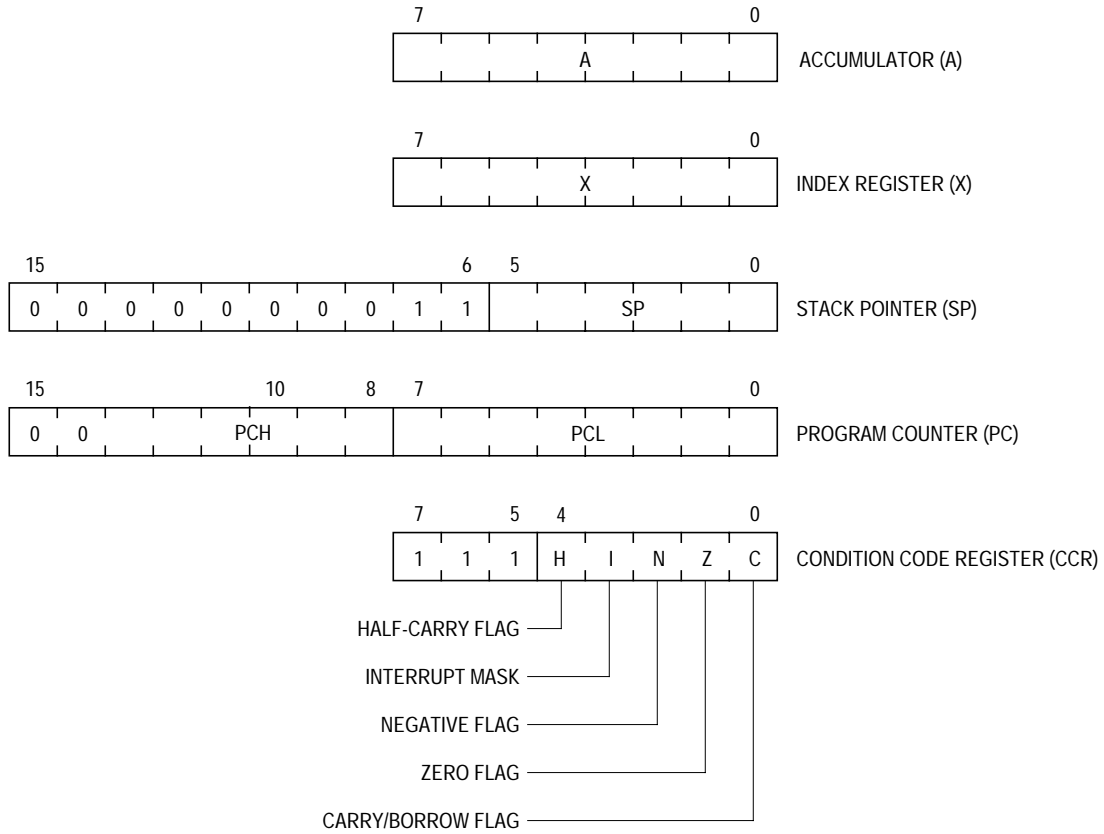 7 0
A ACCUMULATOR (A)
7 0
X INDEX REGISTER (X)
15 6 5 0
0 0 0 0 0 0 0 0 1 1 SP STACK POINTER (SP)
15 10 8 7 0
0 0 PCH PCL PROGRAM COUNTER (PC)
7 5 4 0
1 1 1 H I N Z C CONDITION CODE REGISTER (CCR)
HALF-CARRY FLAG
INTERRUPT MASK
NEGATIVE FLAG
ZERO FLAG
CARRY/BORROW FLAG